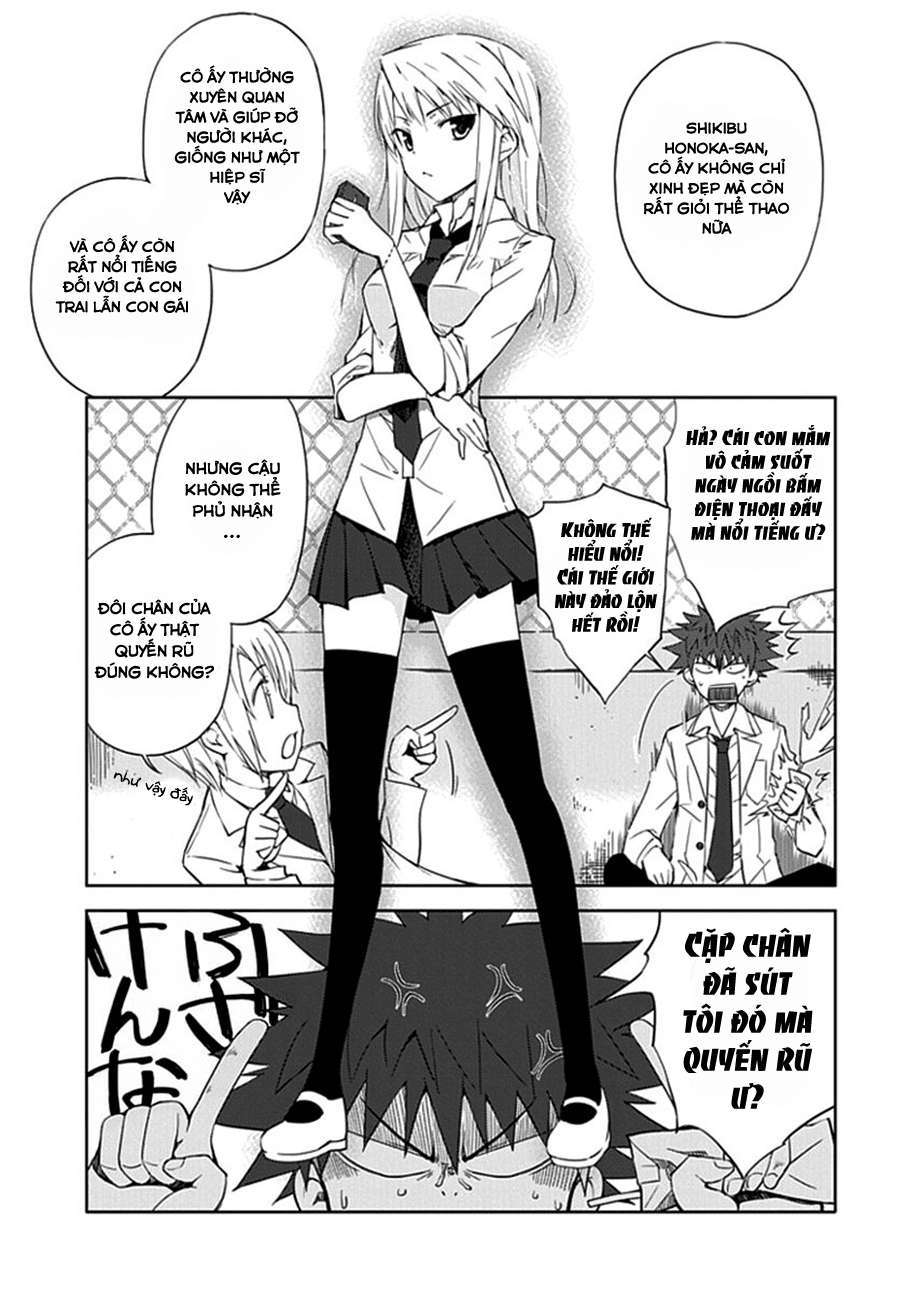 SHIKIBU
HONOKA-SAN,
CÔ ẤY KHÔNG CHỈ
XINH ĐẸP MÀ CÒN
RẤT GIỎI THỂ THAO
NỮA
CÔ ẤY THƯỜNG
XUYÊN QUAN
TÂM VÀ GIÚP ĐỠ
NGƯỜI KHÁC,
GIỐNG NHƯ MỘT
HIỆP SĨ
VẬY
VÀ CÔ ẤY CÒN
RẤT NỔI TIẾNG
ĐỐI VỚI CẢ CON
TRAI LẪN CON GÁI
HẢ? CÁI CON MẮM
VÔ CẢM SUỐT
NGÀY NGỒI BẤM
ĐIỆN THOẠI ĐẤY
MÀ NỔI TIẾNG Ư?
KHÔNG THỂ
HIỂU NỔI!
CÁI THẾ GIỚI
NÀY ĐẢO LỘN
HẾT RỒI!
NHƯNG CẬU
KHÔNG THỂ
PHỦ NHẬN
...
ĐÔI CHÂN CỦA
CÔ ẤY THẬT
QUYẾN RŨ
ĐÚNG KHÔNG?
như vậy đấy
CẶP CHÂN
ĐÃ SÚT
TÔI ĐÓ MÀ
QUYẾN RŨ
Ư?
ふざ
けんな